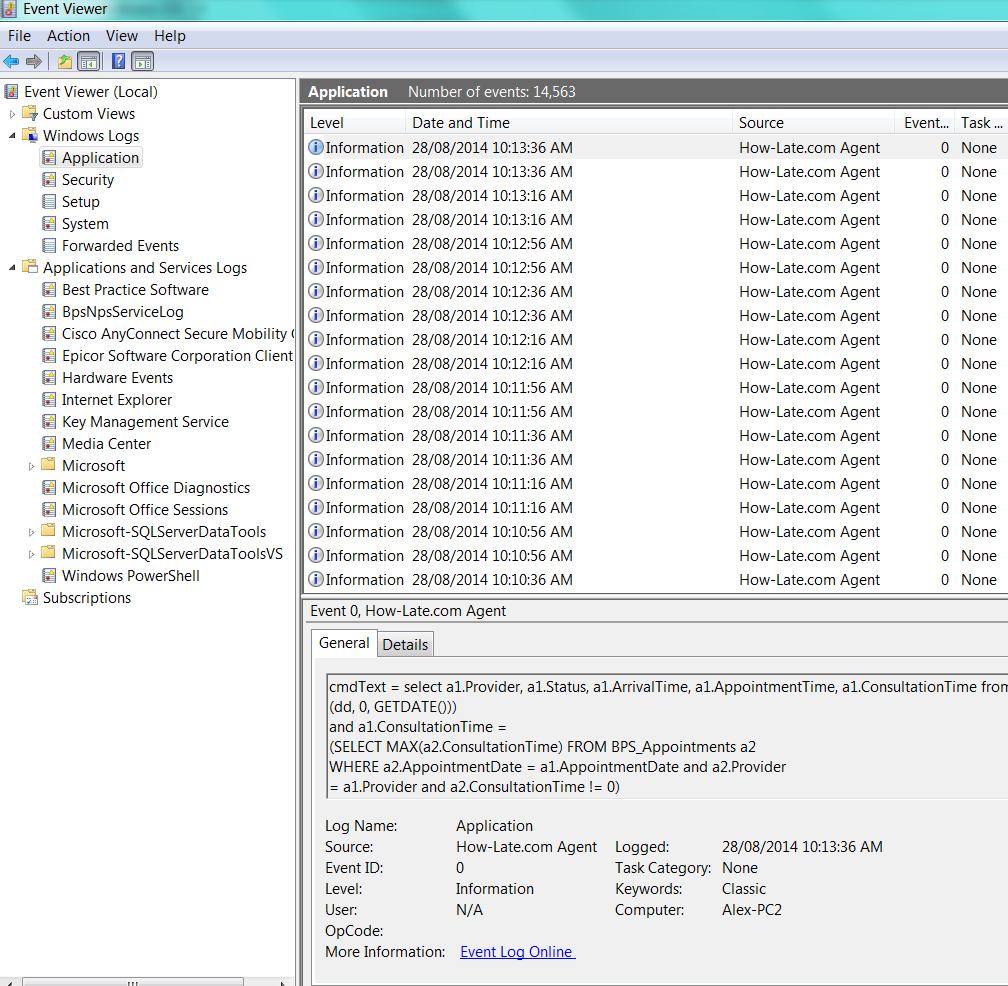 Event Viewer
File Action View Help
Event Viewer (Local)
Custom Views
Windows Logs
Application
Security
Setup
System
Forwarded Events
Applications and Services Logs
Best Practice Software
BpsNpsServiceLog
Cisco AnyConnect Secure Mobility
Epicor Software Corporation Client
Hardware Events
Internet Explorer
Key Management Service
Media Center
Microsoft
Microsoft Office Diagnostics
Microsoft Office Sessions
Microsoft-SQLServerDataTools
Microsoft-SQLServerDataToolsVS
Windows PowerShell
Subscriptions
Application Number of events: 14,563
Level Date and Time Source Event... Task ...
Information 28/08/2014 10:13:36 AM How-Late.com Agent 0 None
Information 28/08/2014 10:13:36 AM How-Late.com Agent 0 None
Information 28/08/2014 10:13:16 AM How-Late.com Agent 0 None
Information 28/08/2014 10:13:16 AM How-Late.com Agent 0 None
Information 28/08/2014 10:12:56 AM How-Late.com Agent 0 None
Information 28/08/2014 10:12:56 AM How-Late.com Agent 0 None
Information 28/08/2014 10:12:36 AM How-Late.com Agent 0 None
Information 28/08/2014 10:12:36 AM How-Late.com Agent 0 None
Information 28/08/2014 10:12:16 AM How-Late.com Agent 0 None
Information 28/08/2014 10:12:16 AM How-Late.com Agent 0 None
Information 28/08/2014 10:11:56 AM How-Late.com Agent 0 None
Information 28/08/2014 10:11:56 AM How-Late.com Agent 0 None
Information 28/08/2014 10:11:36 AM How-Late.com Agent 0 None
Information 28/08/2014 10:11:36 AM How-Late.com Agent 0 None
Information 28/08/2014 10:11:16 AM How-Late.com Agent 0 None
Information 28/08/2014 10:11:16 AM How-Late.com Agent 0 None
Information 28/08/2014 10:10:56 AM How-Late.com Agent 0 None
Information 28/08/2014 10:10:56 AM How-Late.com Agent 0 None
Information 28/08/2014 10:10:36 AM How-Late.com Agent 0 None
Event 0, How-Late.com Agent
General Details
cmdText = select a1.Provider, a1.Status, a1.ArrivalTime, a1.AppointmentTime, a1.ConsultationTime from
(dd, 0, GETDATE()))
and a1.ConsultationTime =
(SELECT MAX(a2.ConsultationTime) FROM BPS_Appointments a2
WHERE a2.AppointmentDate = a1.AppointmentDate and a2.Provider
= a1.Provider and a2.ConsultationTime != 0)
Log Name: Application
Source: How-Late.com Agent Logged: 28/08/2014 10:13:36 AM
Event ID: 0 Task Category: None
Level: Information Keywords: Classic
User: N/A Computer: Alex-PC2
OpCode:
More Information: Event Log Online